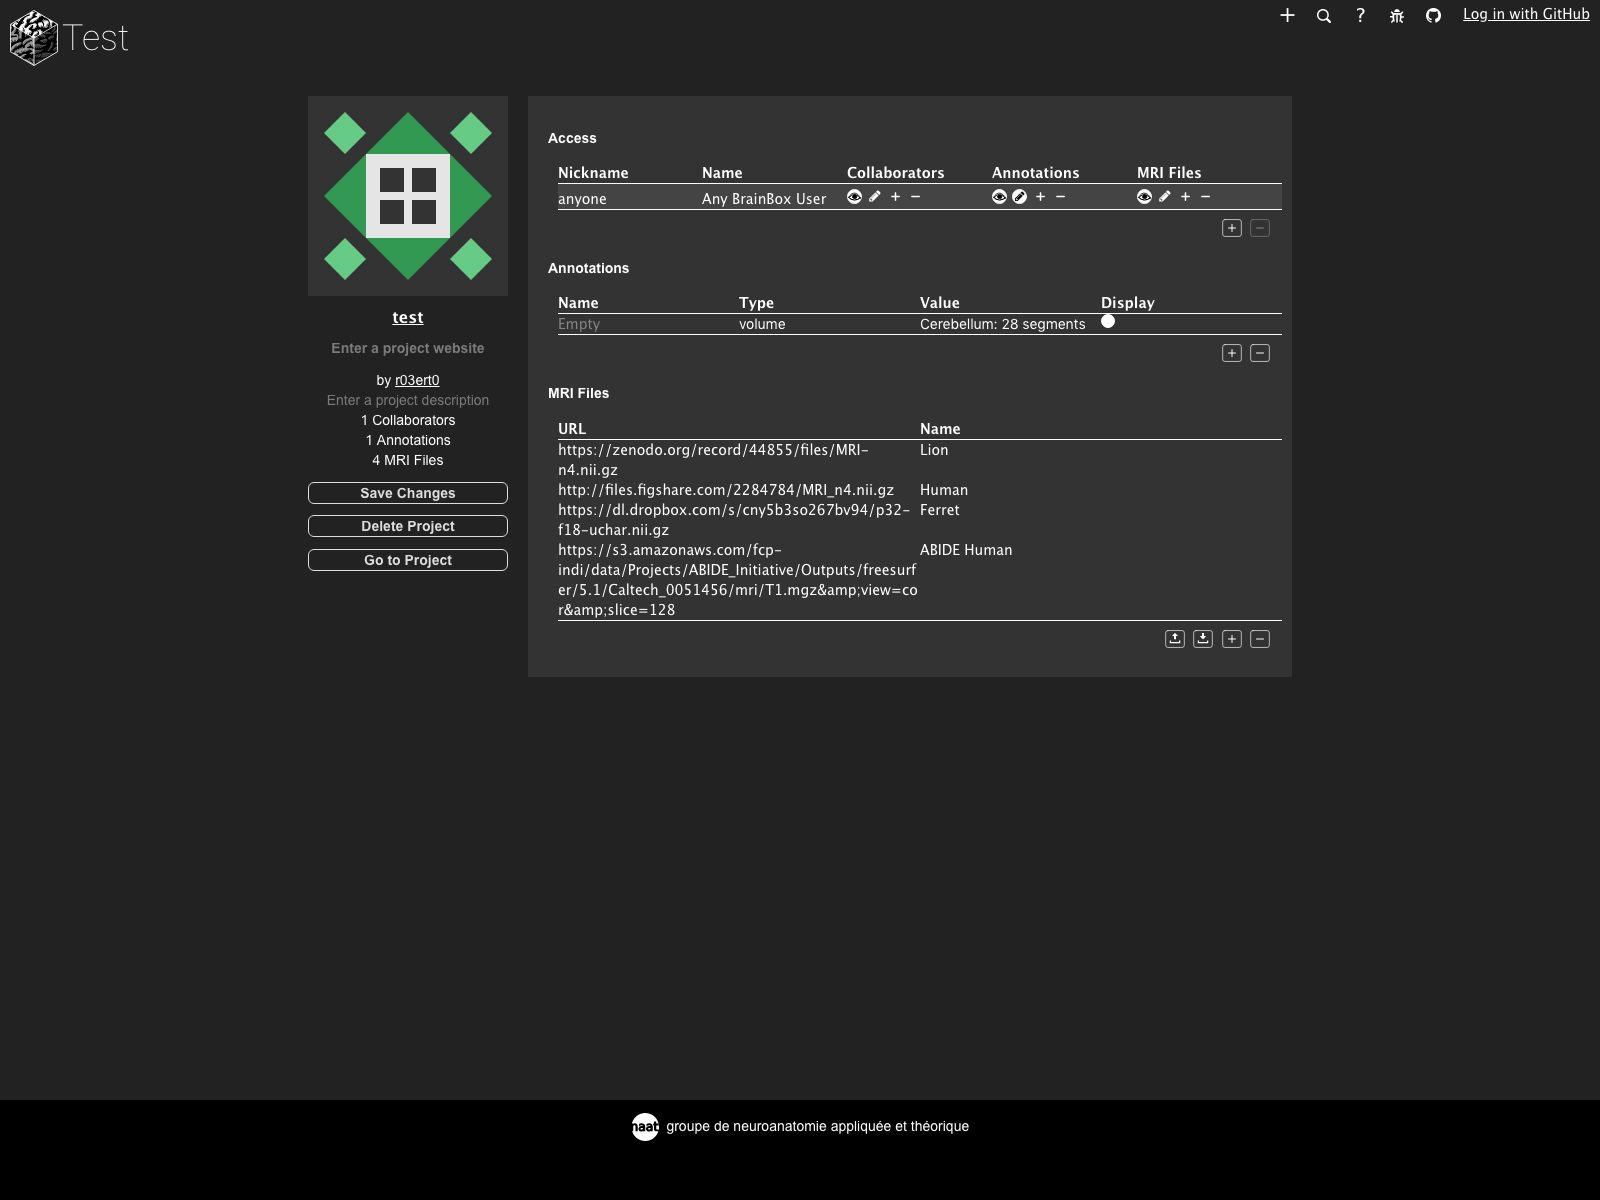 Test
? Log in with GitHub
test
Enter a project website
by r03ert0
Enter a project description
1 Collaborators
1 Annotations
4 MRI Files
Save Changes
Delete Project
Go to Project
Access
Nickname Name Collaborators Annotations MRI Files
anyone Any BrainBox User
Annotations
Name Type Value Display
Empty volume Cerebellum: 28 segments
MRI Files
URL Name
https://zenodo.org/record/44855/files/MRI- Lion
n4.nii.gz
http://files.figshare.com/2284784/MRI_n4.nii.gz Human
https://dl.dropbox.com/s/cny5b3so267bv94/p32- Ferret
f18-uchar.nii.gz
https://s3.amazonaws.com/fcp- ABIDE Human
indi/data/Projects/ABIDE_Initiative/Outputs/freesurf
er/5.1/Caltech_0051456/mri/T1.mgz&amp;view=co
r&amp;slice=128
naat groupe de neuroanatomie appliquée et théorique